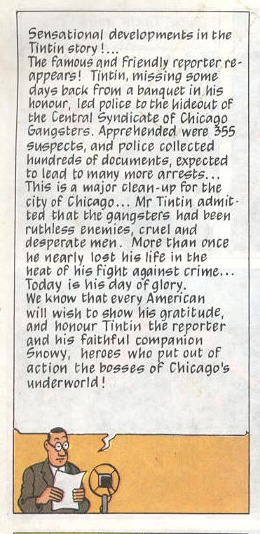 Sensational developments in the
Tintin story!...
The famous and friendly reporter re-
appears! Tintin, missing some
days back from a banquet in his
honour, led police to the hideout of
the Central Syndicate of Chicago
Gangsters. Apprehended were 355
suspects, and police collected
hundreds of documents, expected
to lead to many more arrests...
This is a major clean-up for the
city of Chicago... Mr Tintin admit-
ted that the gangsters had been
ruthless enemies, cruel and
desperate men. More than once
he nearly lost his life in the
heat of his fight against crime...
Today is his day of glory.
We know that every American
will wish to show his gratitude,
and honour Tintin the reporter
and his faithful companion
Snowy, heroes who put out of
action the bosses of Chicago's
underworld!